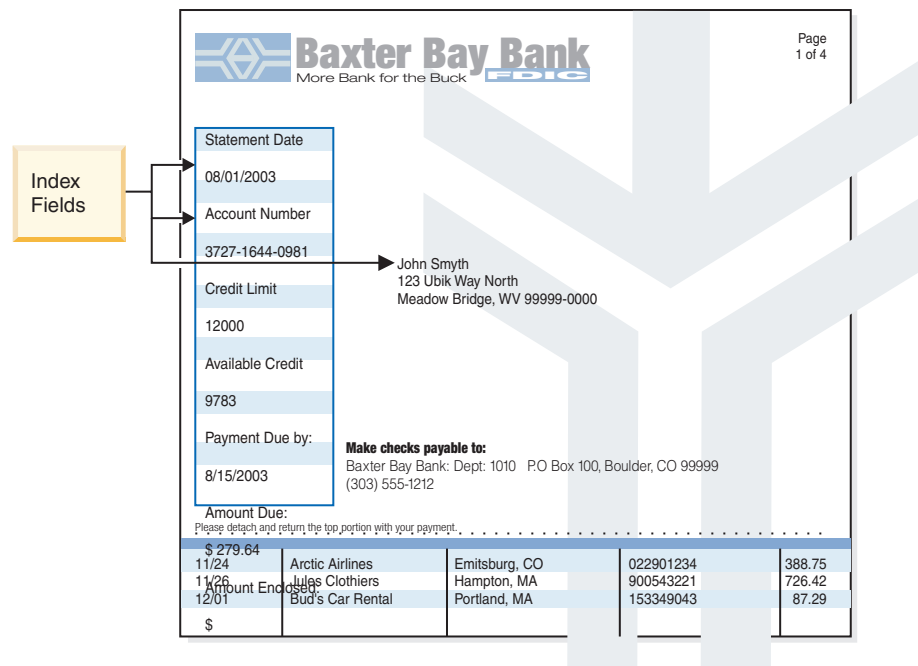 Baxter Bay Bank
More Bank for the Buck
FDIC
Page
1 of 4
Index
Fields
Statement Date
08/01/2003
Account Number
3727-1644-0981
Credit Limit
12000
Available Credit
9783
Payment Due by:
8/15/2003
Amount Due:
$ 279.64
Amount Enclosed:
$
John Smyth
123 Ubik Way North
Meadow Bridge, WV 99999-0000
Make checks payable to:
Baxter Bay Bank: Dept: 1010 P.O Box 100, Boulder, CO 99999
(303) 555-1212
Please detach and return the top portion with your payment.
11/24 Arctic Airlines Emitsburg, CO 022901234 388.75
11/26 Jules Clothiers Hampton, MA 900543221 726.42
12/01 Bud's Car Rental Portland, MA 153349043 87.29